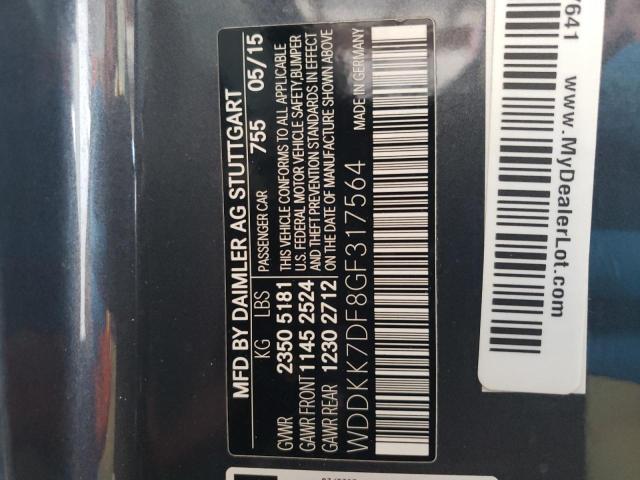 MFD BY DAIMLER AG STUTTGART
KG LBS PASSENGER CAR 755 05/15
GVWR 2350 5181
GAWR FRONT 1145 2524
GAWR REAR 1230 2712
THIS VEHICLE CONFORMS TO ALL APPLICABLE
U.S. FEDERAL MOTOR VEHICLE SAFETY,BUMPER
AND THEFT PREVENTION STANDARDS IN EFFECT
ON THE DATE OF MANUFACTURE SHOWN ABOVE
WDDKK7DF8GF317564 MADE IN GERMANY
7641
www.MyDealerLot.com